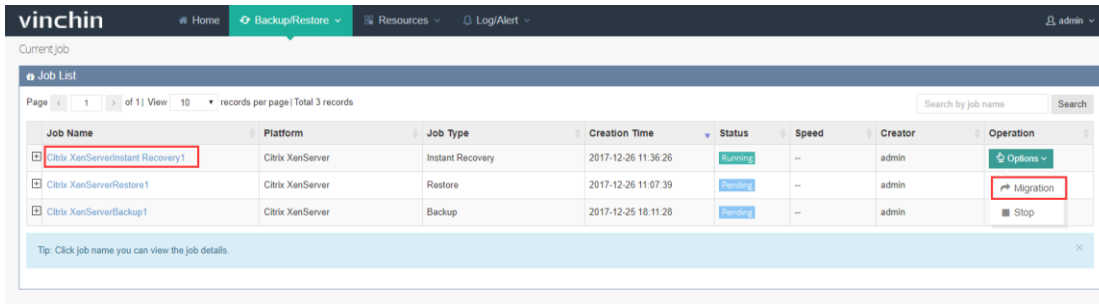 vinchin Home Backup/Restore Resources Log/Alert admin
Current Job
Job List
Page 1 of 1| View 10 records per page| Total 3 records Search by job name Search
Job Name Platform Job Type Creation Time Status Speed Creator Operation
Citrix XenServerInstant Recovery1 Citrix XenServer Instant Recovery 2017-12-26 11:36:26 Running -- admin Options
Citrix XenServerRestore1 Citrix XenServer Restore 2017-12-26 11:07:39 Pending -- admin Migration
Citrix XenServerBackup1 Citrix XenServer Backup 2017-12-25 18:11:28 Pending -- admin Stop
Tip: Click job name you can view the job details.